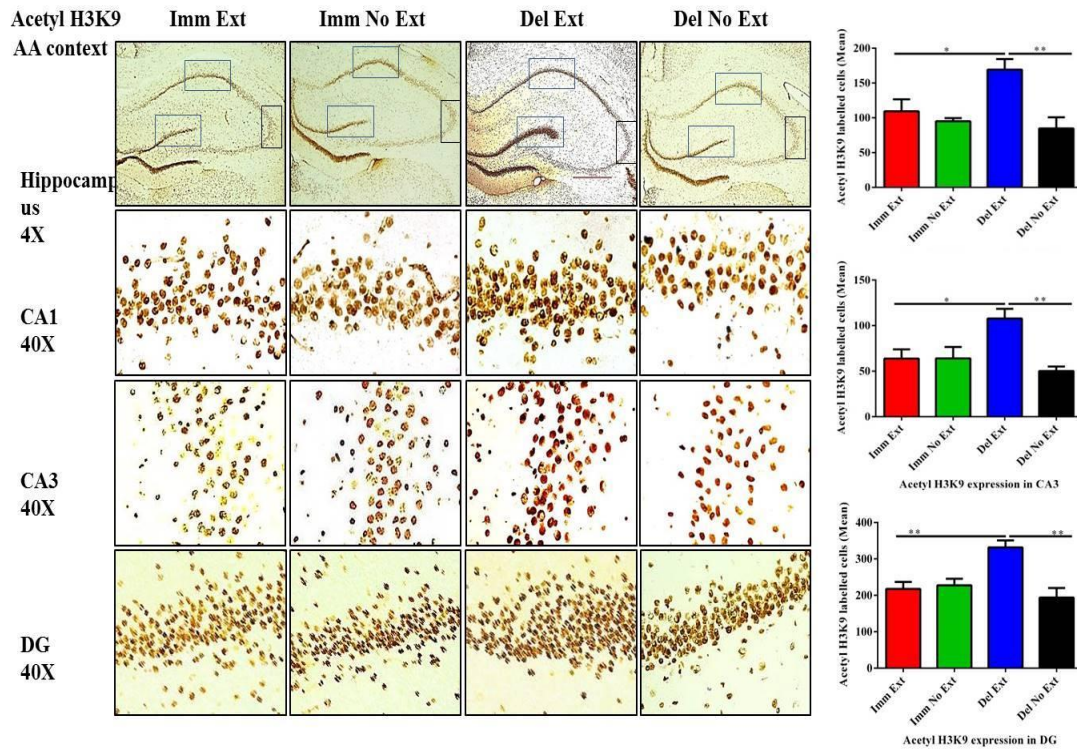 Acetyl H3K9
AA context
Imm Ext
Imm No Ext
Del Ext
Del No Ext
Hippocamp
us
4X
CA1
40X
CA3
40X
DG
40X
Acetyl H3K9 labelled cells (Mean)
200
150
100
50
0
*
**
Imm Ext
Imm No Ext
Del Ext
Del No Ext
Acetyl H3K9 labelled cells (Mean)
150
100
50
0
*
**
Imm Ext
Imm No Ext
Del Ext
Del No Ext
Acetyl H3K9 expression in CA3
Acetyl H3K9 labelled cells (Mean)
400
300
200
100
0
**
**
Imm Ext
Imm No Ext
Del Ext
Del No Ext
Acetyl H3K9 expression in DG